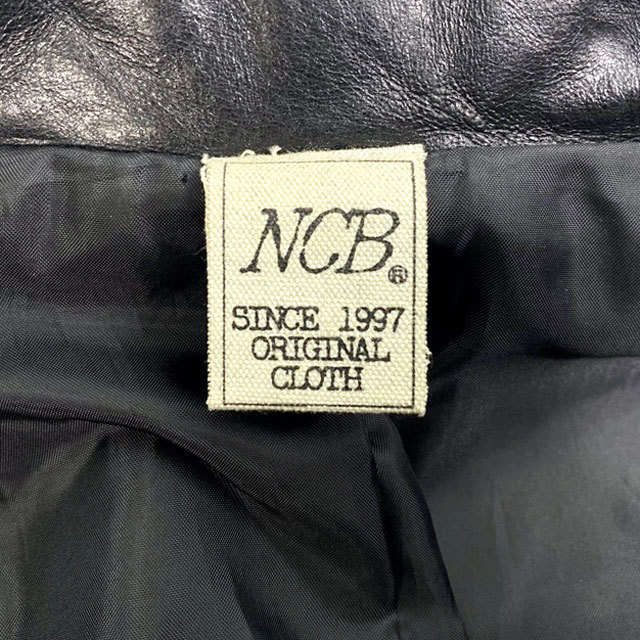 NCB®
SINCE 1997
ORIGINAL
CLOTH